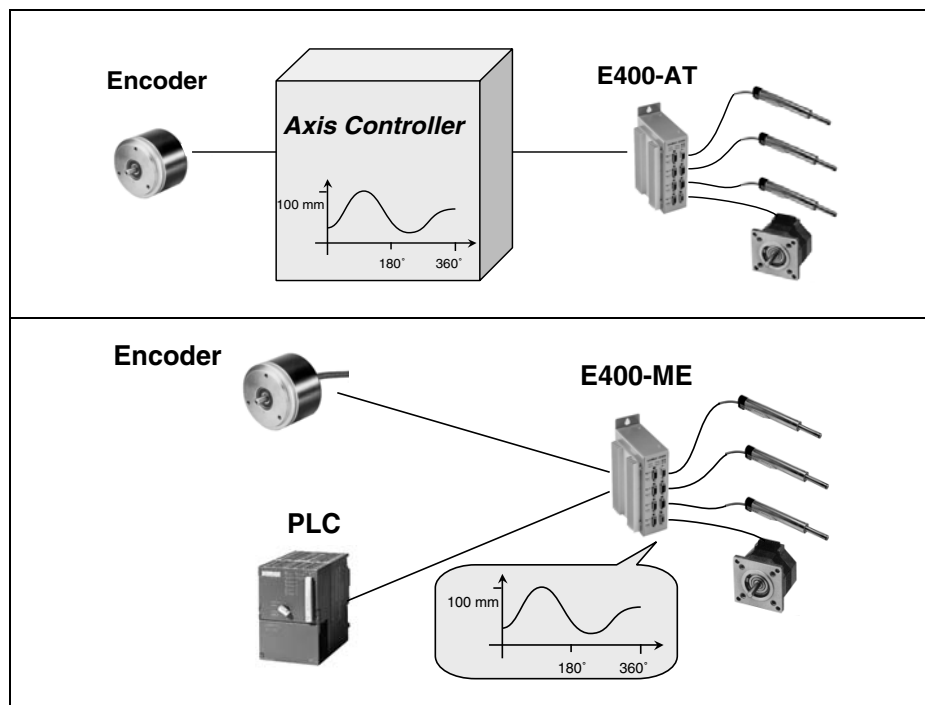 Encoder
E400-AT
Axis Controller
100 mm
180˚
360˚
Encoder
E400-ME
PLC
100 mm
180˚
360˚